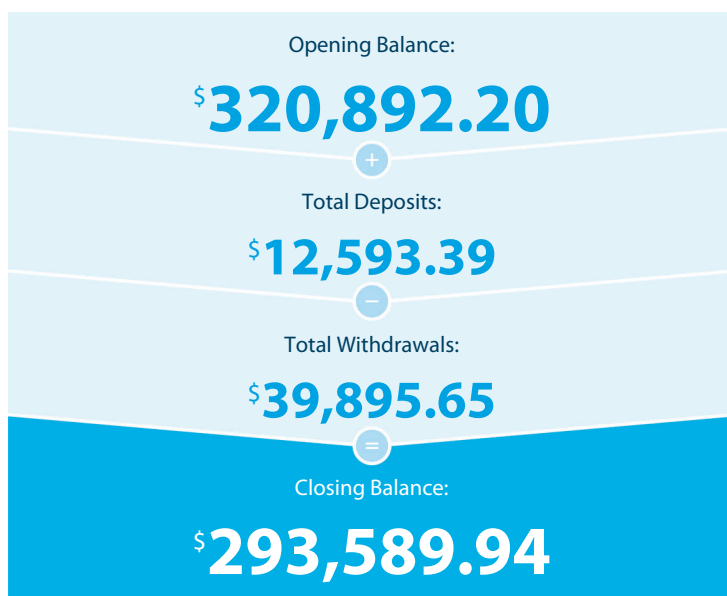 Opening Balance:
$320,892.20
+
Total Deposits:
$12,593.39
−
Total Withdrawals:
$39,895.65
=
Closing Balance:
$293,589.94